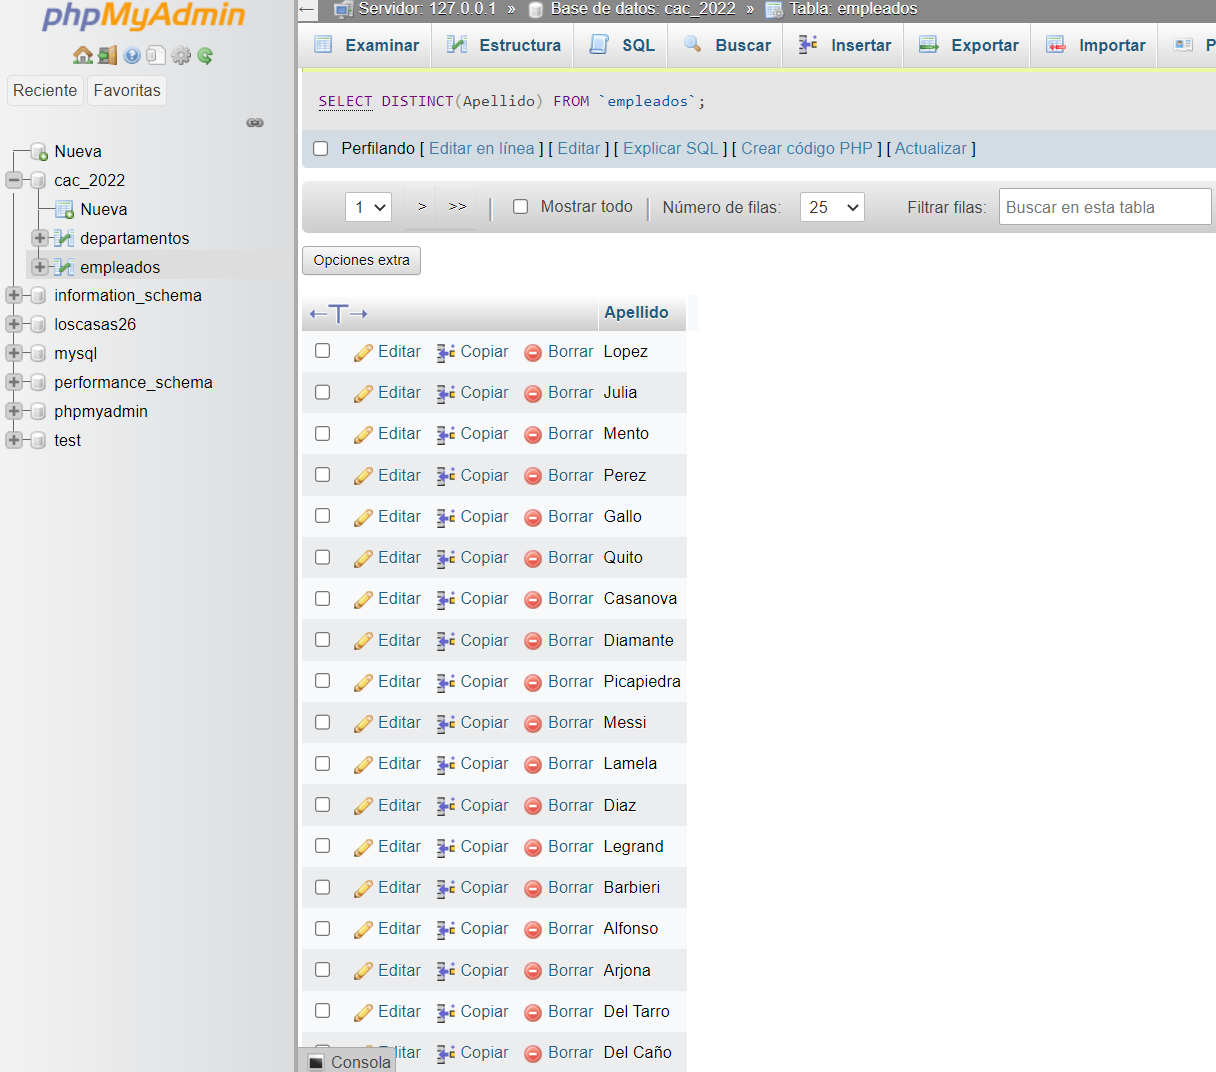 phpMyAdmin
Reciente Favoritas
Nueva
cac_2022
Nueva
departamentos
empleados
information_schema
loscasas26
mysql
performance_schema
phpmyadmin
test
Servidor: 127.0.0.1 » Base de datos: cac_2022 » Tabla: empleados
Examinar Estructura SQL Buscar Insertar Exportar Importar P
SELECT DISTINCT(Apellido) FROM `empleados`;
Perfilando [ Editar en línea ] [ Editar ] [ Explicar SQL ] [ Crear código PHP ] [ Actualizar ]
1 > >> | Mostrar todo | Número de filas: 25 Filtrar filas: Buscar en esta tabla
Opciones extra
←T→ Apellido
Editar Copiar Borrar Lopez
Editar Copiar Borrar Julia
Editar Copiar Borrar Mento
Editar Copiar Borrar Perez
Editar Copiar Borrar Gallo
Editar Copiar Borrar Quito
Editar Copiar Borrar Casanova
Editar Copiar Borrar Diamante
Editar Copiar Borrar Picapiedra
Editar Copiar Borrar Messi
Editar Copiar Borrar Lamela
Editar Copiar Borrar Diaz
Editar Copiar Borrar Legrand
Editar Copiar Borrar Barbieri
Editar Copiar Borrar Alfonso
Editar Copiar Borrar Arjona
Editar Copiar Borrar Del Tarro
Editar Copiar Borrar Del Caño
Consola